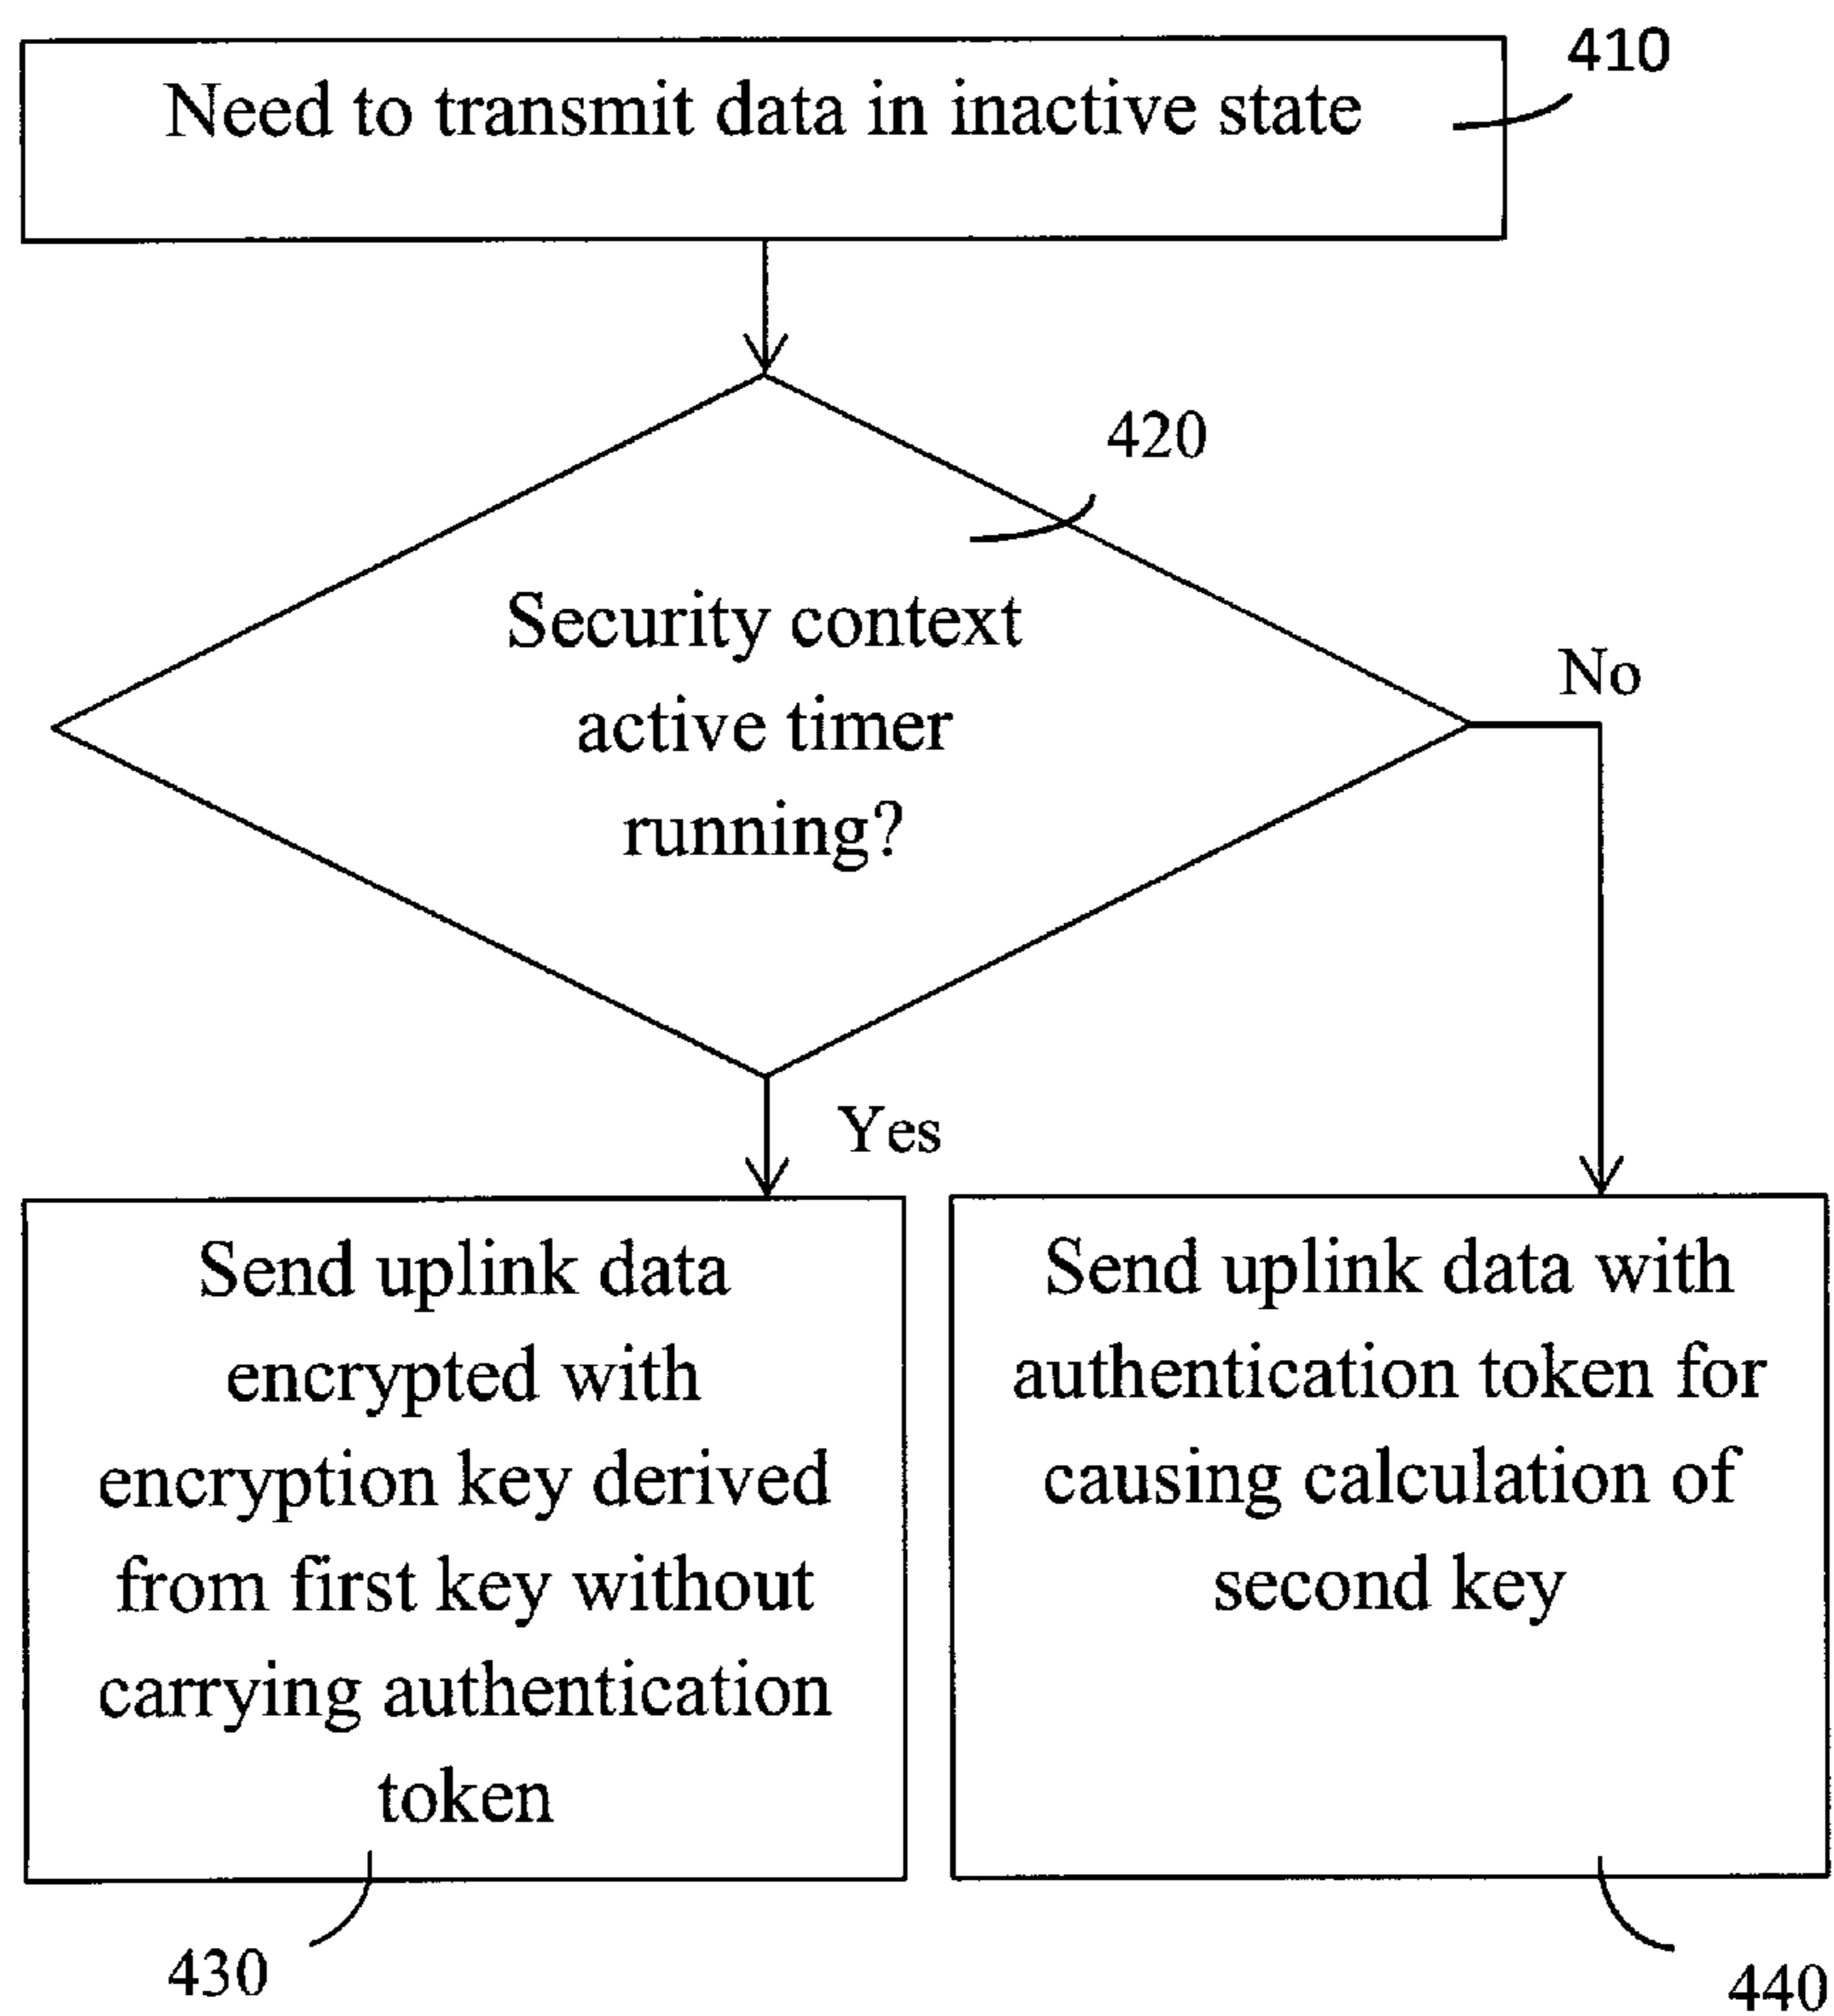 410
Need to transmit data in inactive state
420
Security context
active timer
running?
No
Yes
Send uplink data
encrypted with
encryption key derived
from first key without
carrying authentication
token
Send uplink data with
authentication token for
causing calculation of
second key
430
440